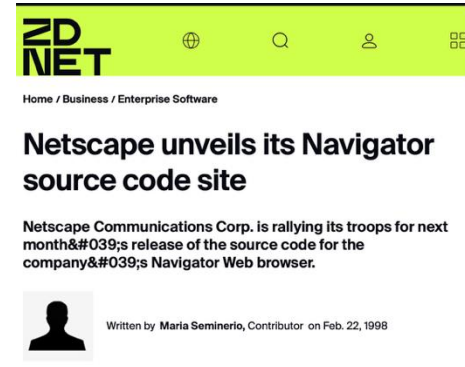 ZD
NET
Home / Business / Enterprise Software
Netscape unveils its Navigator
source code site
Netscape Communications Corp. is rallying its troops for next
month&#039;s release of the source code for the
company&#039;s Navigator Web browser.
Written by Maria Seminerio, Contributor on Feb. 22, 1998